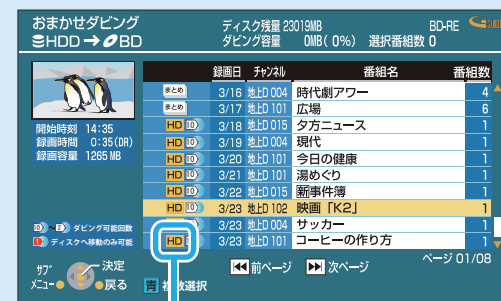 おまかせダビング
HDD → BD
ディスク残量 23019MB BD-RE
ダビング容量 0MB( 0%) 選択番組数 0
録画日 チャンネル 番組名 番組数
まとめ 3/16 地上D 004 時代劇アワー 4
まとめ 3/17 地上D 101 広場 6
HD 10 3/18 地上D 015 夕方ニュース 1
HD 10 3/19 地上D 004 現代 1
HD 10 3/20 地上D 101 今日の健康 1
HD 10 3/21 地上D 101 湯めぐり 1
HD 10 3/22 地上D 015 新事件簿 1
HD 10 3/23 地上D 102 映画「K2」 1
HD 10 3/23 地上D 004 サッカー 1
HD 10 3/23 地上D 101 コーヒーの作り方 1
開始時刻 14:35
録画時間 0:35(DR)
録画容量 1265MB
10 ~ 2 ダビング可能回数
1 ディスクへ移動のみ可能
サブメニュー 決定
戻る
前ページ 次ページ ページ 01/08
青 複数選択